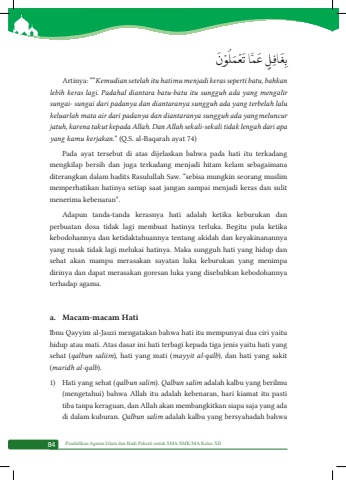 بِغَافِلٍ عَمَّا تَعْمَلُوْنَ
Artinya: ““Kemudian setelah itu hatimu menjadi keras seperti batu, bahkan
lebih keras lagi. Padahal diantara batu-batu itu sungguh ada yang mengalir
sungai- sungai dari padanya dan diantaranya sungguh ada yang terbelah lalu
keluarlah mata air dari padanya dan diantaranya sungguh ada yang meluncur
jatuh, karena takut kepada Allah. Dan Allah sekali-sekali tidak lengah dari apa
yang kamu kerjakan.” (Q.S. al-Baqarah ayat 74)
Pada ayat tersebut di atas dijelaskan bahwa pada hati itu terkadang
mengkilap bersih dan juga terkadang menjadi hitam kelam sebagaimana
diterangkan dalam hadits Rasulullah Saw. “sebisa mungkin seorang muslim
memperhatikan hatinya setiap saat jangan sampai menjadi keras dan sulit
menerima kebenaran”.
Adapun tanda-tanda kerasnya hati adalah ketika keburukan dan
perbuatan dosa tidak lagi membuat hatinya terluka. Begitu pula ketika
kebodohannya dan ketidaktahuannya tentang akidah dan keyakinanannya
yang rusak tidak lagi melukai hatinya. Maka sungguh hati yang hidup dan
sehat akan mampu merasakan sayatan luka keburukan yang menimpa
dirinya dan dapat merasakan goresan luka yang disebabkan kebodohannya
terhadap agama.
a. Macam-macam Hati
Ibnu Qayyim al-Jauzi mengatakan bahwa hati itu mempunyai dua ciri yaitu
hidup atau mati. Atas dasar ini hati terbagi kepada tiga jenis yaitu hati yang
sehat (qalbun saliim), hati yang mati (mayyit al-qalb), dan hati yang sakit
(maridh al-qalb).
1) Hati yang sehat (qalbun salim). Qalbun salim adalah kalbu yang berilmu
(mengetahui) bahwa Allah itu adalah kebenaran, hari kiamat itu pasti
tiba tanpa keraguan, dan Allah akan membangkitkan siapa saja yang ada
di dalam kuburan. Qalbun salim adalah kalbu yang bersyahadah bahwa
84 Pendidikan Agama Islam dan Budi Pekerti untuk SMA/SMK/MA Kelas XII